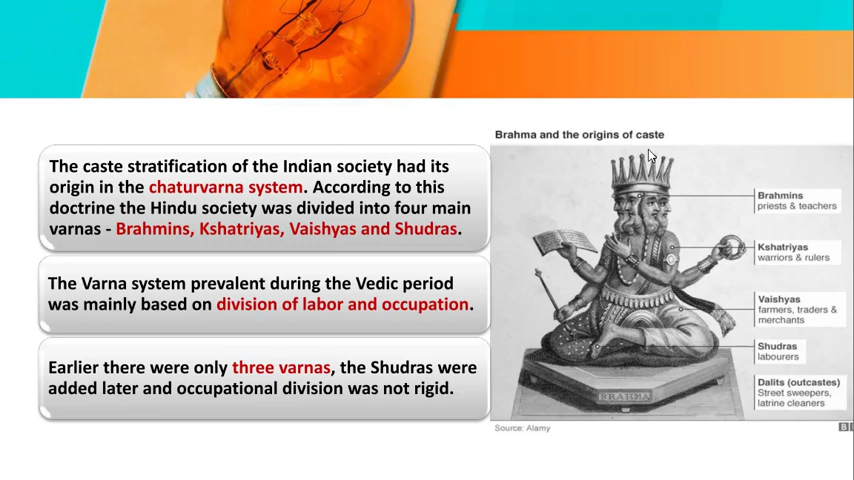 The caste stratification of the Indian society had its
origin in the chaturvarna system. According to this
doctrine the Hindu society was divided into four main
varnas - Brahmins, Kshatriyas, Vaishyas and Shudras.
The Varna system prevalent during the Vedic period
was mainly based on division of labor and occupation.
Earlier there were only three varnas, the Shudras were
added later and occupational division was not rigid.
Brahma and the origins of caste
Brahmins
priests & teachers
Kshatriyas
warriors & rulers
Vaishyas
farmers, traders &
merchants
Shudras
labourers
Dalits (outcastes)
Street sweepers,
latrine cleaners
BRAHMA
Source: Alamy
B